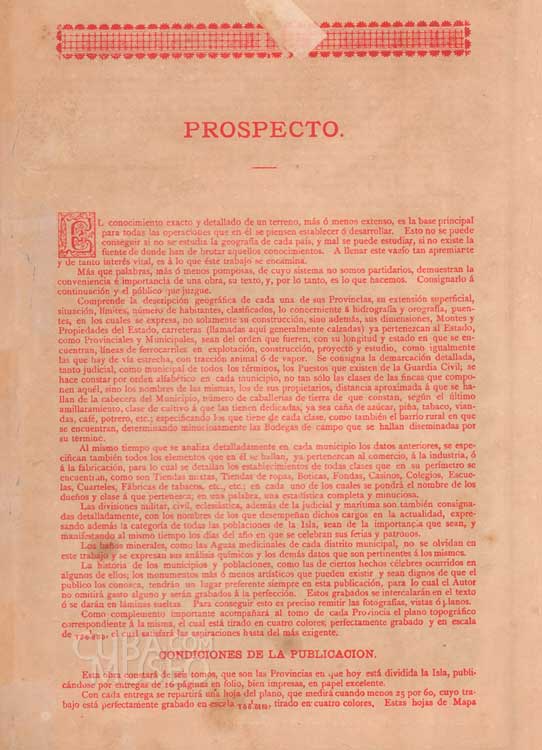 PROSPECTO.
EL conocimiento exacto y detallado de un terreno, más ó menos extenso, es la base principal
para todas las operaciones que en él se piensen establecer ó desarrollar. Esto no se puede
conseguir si no se estudia la geografía de cada país, y mal se puede estudiar, si no existe la
fuente de donde han de brotar aquellos conocimientos. A llenar este vacío tan apremiante
y de tanto interés vital, es á lo que éste trabajo se encamina.
Más que palabras, más ó menos pomposas, de cuyo sistema no somos partidarios, demuestran la
conveniencia é importancia de una obra, su texto, y, por lo tanto, es lo que hacemos. Consignarlo á
continuación y el público que juzgue.
Comprende la descripción geográfica de cada una de sus Provincias, su extensión superficial,
situación, límites, número de habitantes, clasificados, lo concerniente á hidrografía y orografía, puen-
tes, en los cuales se expresa, no solamente su construcción, sino además, sus dimensiones, Montes y
Propiedades del Estado, carreteras (llamadas aquí generalmente calzadas) ya pertenezcan al Estado,
como Provinciales y Municipales, sean del orden que fueren, con su longitud y estado en que se en-
cuentran, líneas de ferrocarriles en explotación, construcción, proyecto y estudio, como igualmente
las que hay de vía estrecha, con tracción animal ó de vapor. Se consigna la demarcación detallada,
tanto judicial, como municipal de todos los términos, los Puestos que existen de la Guardia Civil; se
hace constar por orden alfabético en cada municipio, no tan sólo las clases de las fincas que compo-
nen aquél, sino los nombres de las mismas, los de sus propietarios, distancia aproximada á que se ha-
llan de la cabecera del Municipio, número de caballerías de tierra de que constan, según el último
amillaramiento, clase de cultivo á que las tienen dedicadas, ya sea caña de azúcar, piña, tabaco, vian-
das, café, potrero, etc.; especificando los que tiene de cada clase, como también el barrio rural en que
se encuentran, determinando minuciosamente las Bodegas de campo que se hallan diseminadas por
su término.
Al mismo tiempo que se analiza detalladamente en cada municipio los datos anteriores, se espe-
cifican también todos los elementos que en él se hallan, ya pertenezcan al comercio, á la industria, ó
á la fabricación, para lo cual se detallan los establecimientos de todas clases que en su perímetro se
encuentran, como son Tiendas mixtas, Tiendas de ropas, Boticas, Fondas, Casinos, Colegios, Escue-
las, Cuarteles, Fábricas de tabacos, etc., etc.; en cada uno de los cuales se pondrá el nombre de los
dueños y clase á que pertenezca, en una palabra, una estadística completa y minuciosa.
Las divisiones militar, civil, eclesiástica, además de la judicial y marítima son también consigna-
das detalladamente, con los nombres de los que desempeñan dichos cargos en la actualidad, expre-
sando además la categoría de todas las poblaciones de la Isla, sean de la importancia que sean, y
manifestando al mismo tiempo los días del año en que se celebran sus ferias y patronos.
Los baños minerales, como las Aguas medicinales de cada distrito municipal, no se olvidan en
este trabajo y se expresan sus análisis químicos y los demás datos que son pertinentes á los mismos.
La historia de los municipios y poblaciones, como las de ciertos hechos célebres ocurridos en
algunos de ellos; los monumentos más ó menos artísticos que pueden existir y sean dignos de que el
publico los conozca, tendrán un lugar preferente siempre en esta publicación, para lo cual el Autor
no omitirá gasto alguno y serán grabados á la perfección. Estos grabados se intercalarán en el texto
ó se darán en láminas sueltas. Para conseguir esto es preciso remitir las fotografías, vistas ó planos.
Como complemento importante acompañará al tomo de cada Provincia el plano topográfico
correspondiente á la misma, el cual está tirado en cuatro colores, perfectamente grabado y en escala
de el cual satisfará las aspiraciones hasta del más exigente.
CUBA
MUSEO
.COM
CONDICIONES DE LA PUBLICACION.
Esta obra constará de seis tomos, que son las Provincias en que hoy está dividida la Isla, publi-
cándose por entregas de 16 páginas en folio, bien impresas, en papel excelente.
Con cada entrega se repartirá una hoja del plano, que medirá cuando menos 25 por 60, cuyo tra-
bajo está perfectamente grabado en escala tirado en cuatro colores. Estas hojas de Mapa